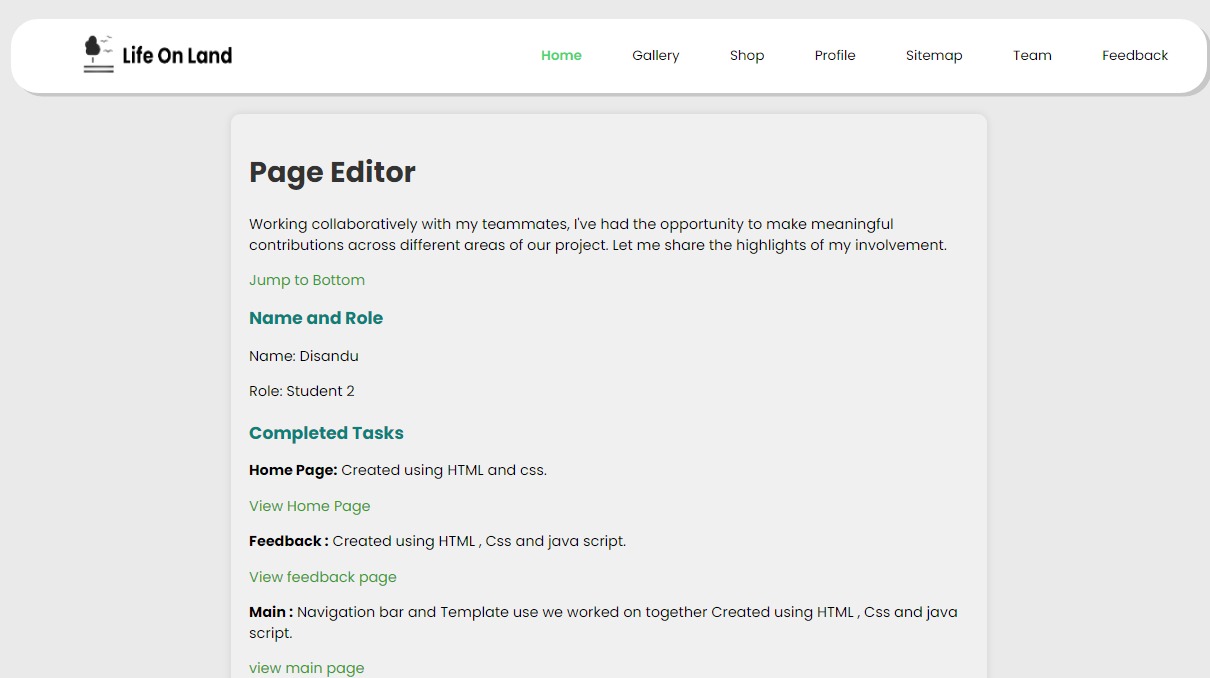 Life On Land
Home Gallery Shop Profile Sitemap Team Feedback
Page Editor
Working collaboratively with my teammates, I've had the opportunity to make meaningful
contributions across different areas of our project. Let me share the highlights of my involvement.
Jump to Bottom
Name and Role
Name: Disandu
Role: Student 2
Completed Tasks
Home Page: Created using HTML and css.
View Home Page
Feedback : Created using HTML , Css and java script.
View feedback page
Main : Navigation bar and Template use we worked on together Created using HTML , Css and java
script.
view main page